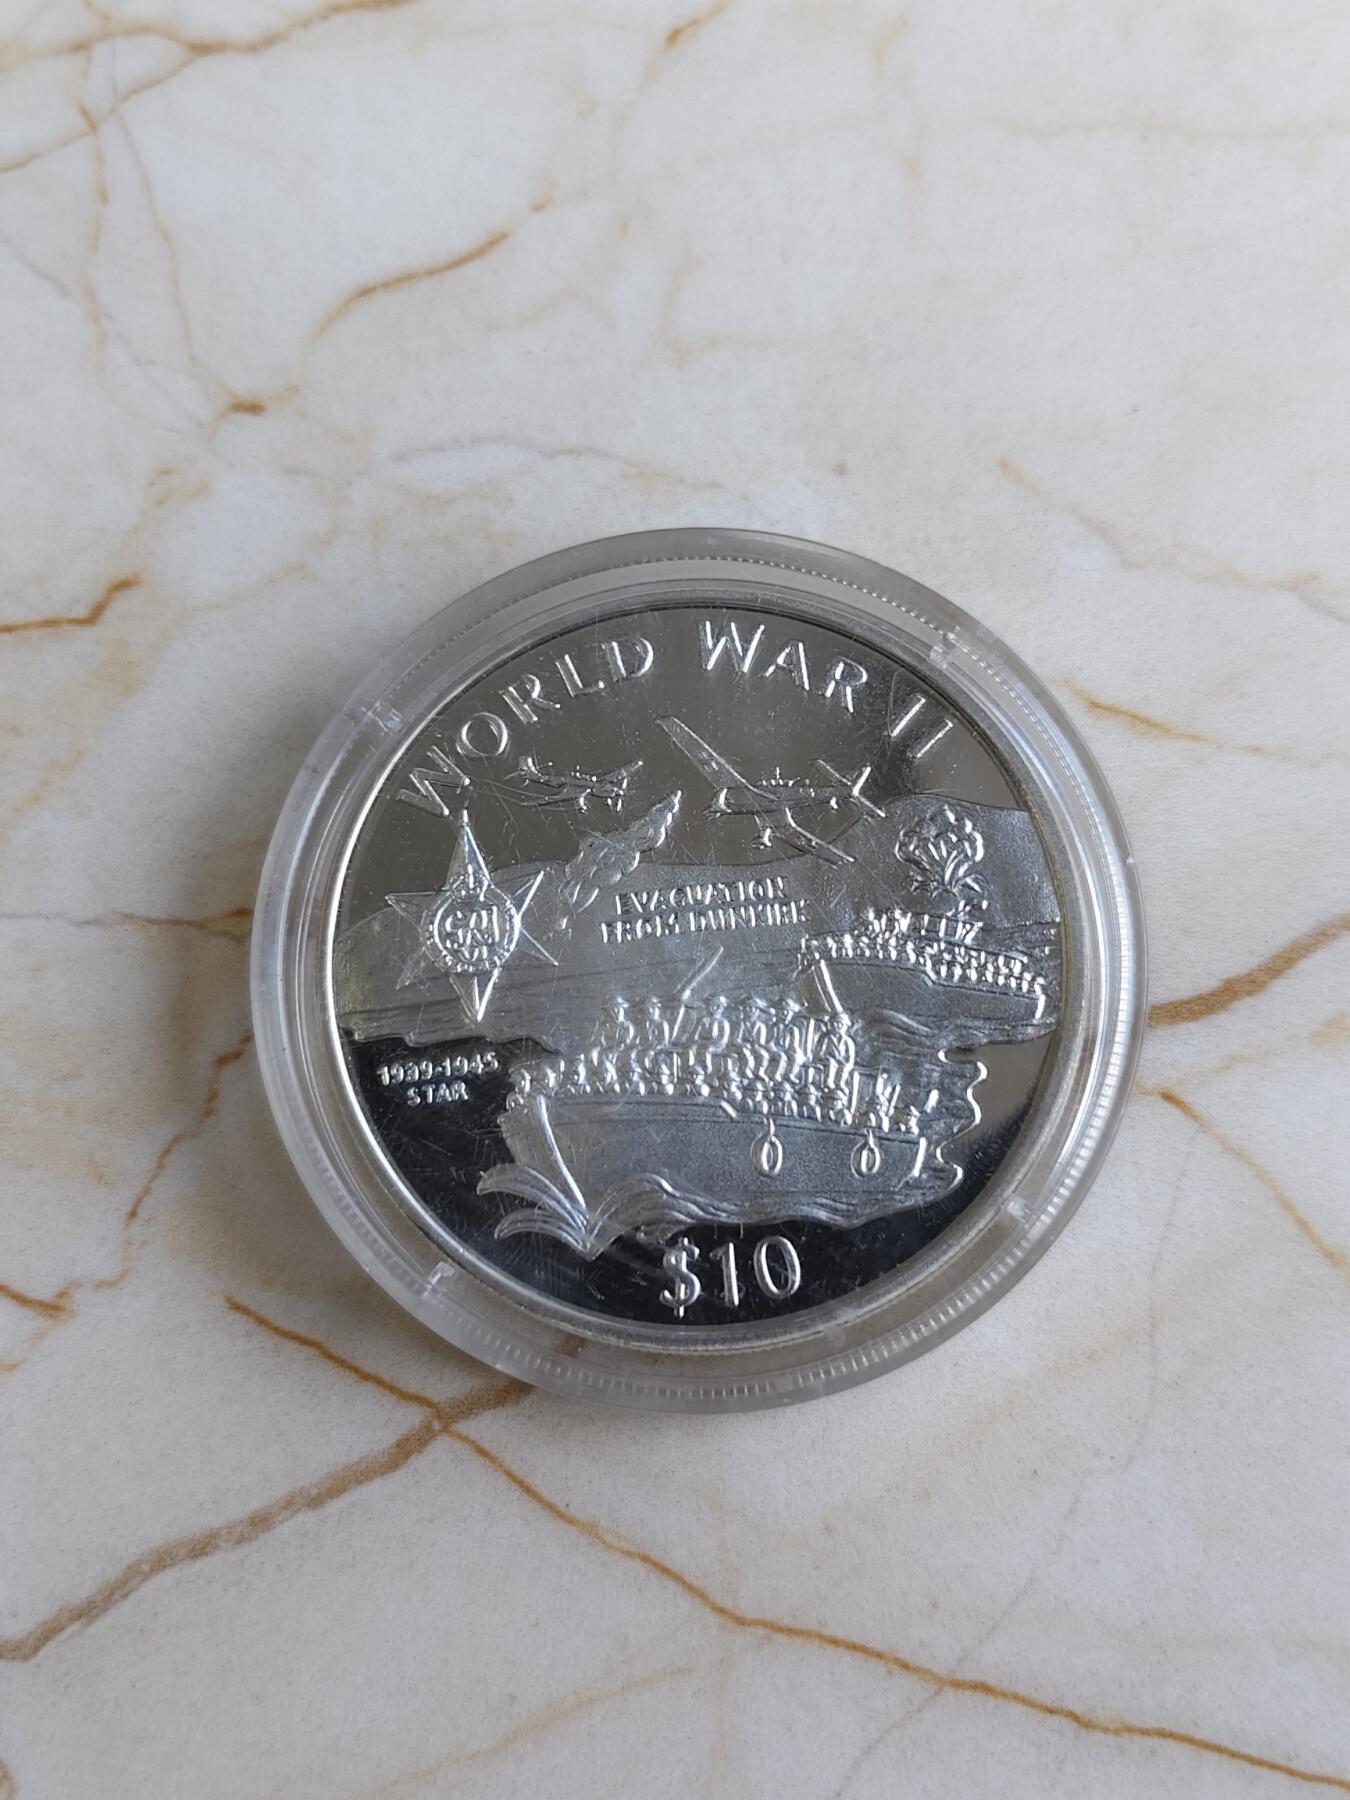 WORLD WAR II
EVACUATION
FROM DUNKIRK
1939-1945
STAR
$10